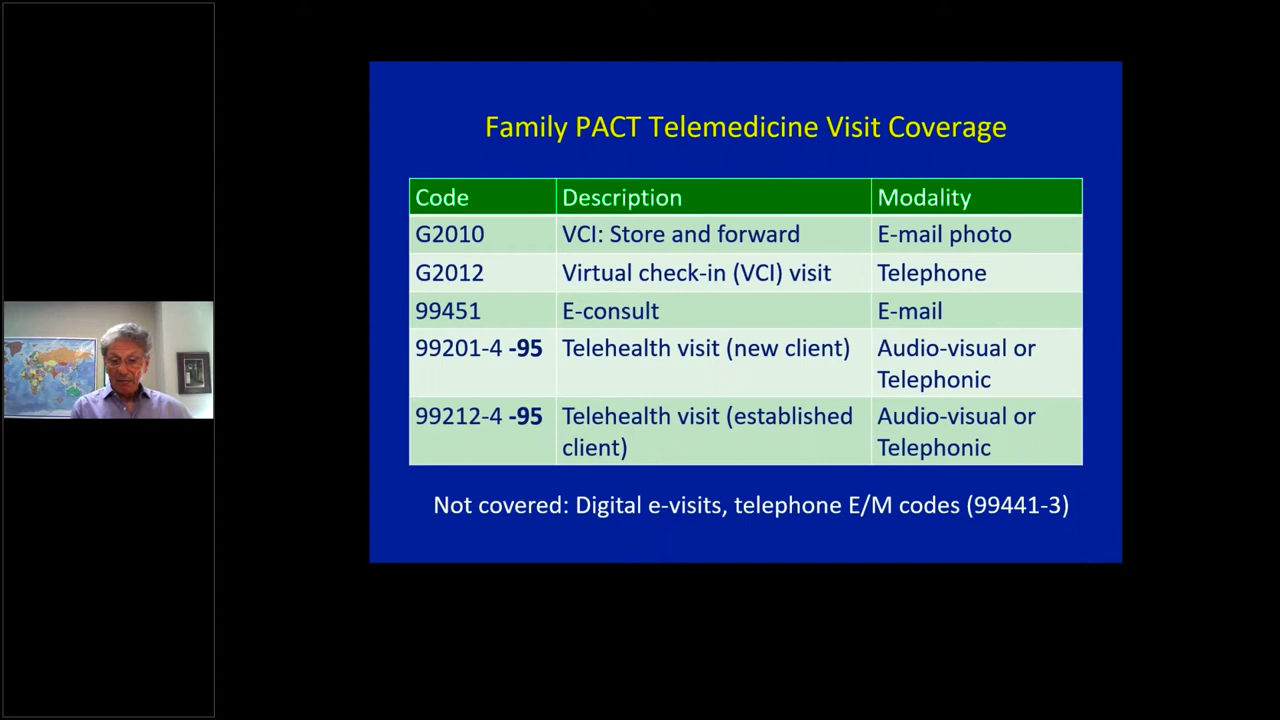 Family PACT Telemedicine Visit Coverage
Code Description Modality
G2010 VCI: Store and forward E-mail photo
G2012 Virtual check-in (VCI) visit Telephone
99451 E-consult E-mail
99201-4 -95 Telehealth visit (new client) Audio-visual or
Telephonic
99212-4 -95 Telehealth visit (established Audio-visual or
client) Telephonic
Not covered: Digital e-visits, telephone E/M codes (99441-3)